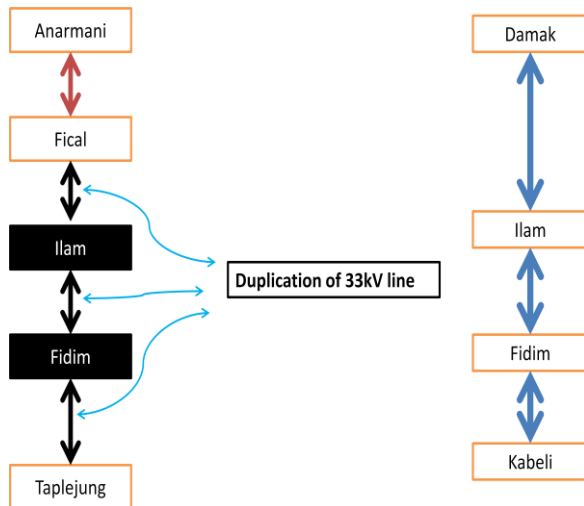 Anarmani
Fical
Ilam
Fidim
Taplejung
Duplication of 33kV line
Damak
Ilam
Fidim
Kabeli